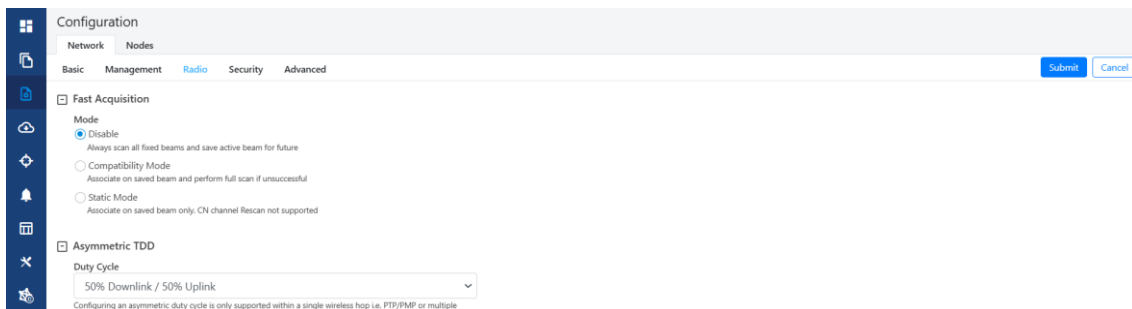 Configuration
Network Nodes
Basic Management Radio Security Advanced Submit Cancel
Fast Acquisition
Mode
Disable
Always scan all fixed beams and save active beam for future
Compatibility Mode
Associate on saved beam and perform full scan if unsuccessful
Static Mode
Associate on saved beam only. CN channel Rescan not supported
Asymmetric TDD
Duty Cycle
50% Downlink / 50% Uplink
Configuring an asymmetric duty cycle is only supported within a single wireless hop i.e. PTP/PMP or multiple